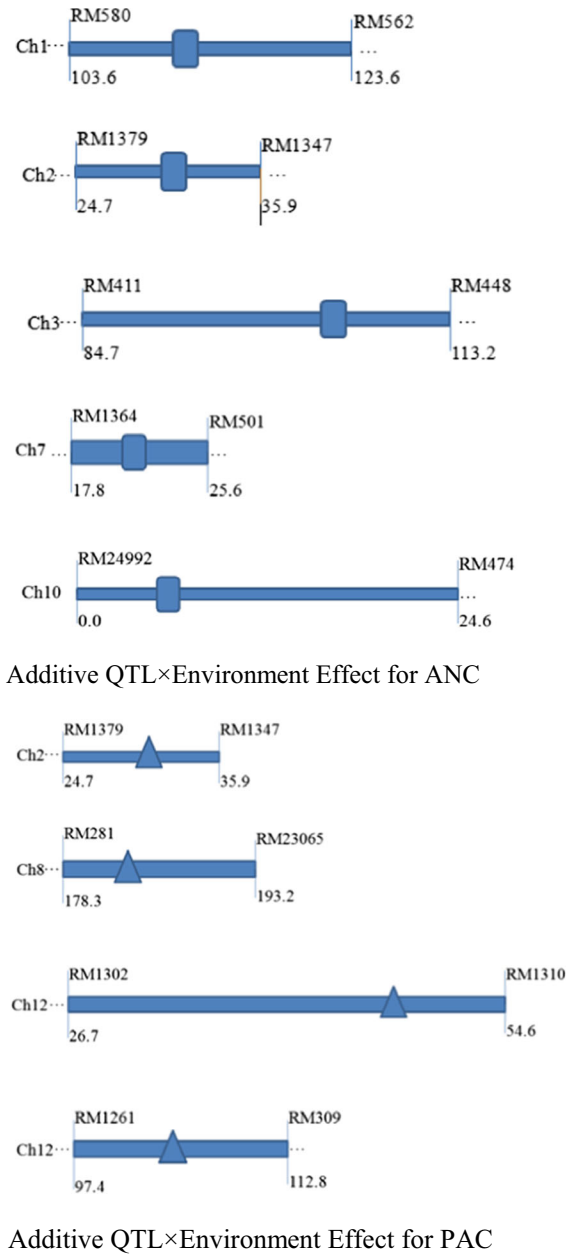 RM580 RM562
Ch1... ...
103.6 123.6
RM1379 RM1347
Ch2... ...
24.7 35.9
RM411 RM448
Ch3... ...
84.7 113.2
RM1364 RM501
Ch7 ... ...
17.8 25.6
RM24992 RM474
Ch10 ...
0.0 24.6
Additive QTL×Environment Effect for ANC
RM1379 RM1347
Ch2...
24.7 35.9
RM281 RM23065
Ch8...
178.3 193.2
RM1302 RM1310
Ch12...
26.7 54.6
RM1261 RM309
Ch12... ...
97.4 112.8
Additive QTL×Environment Effect for PAC